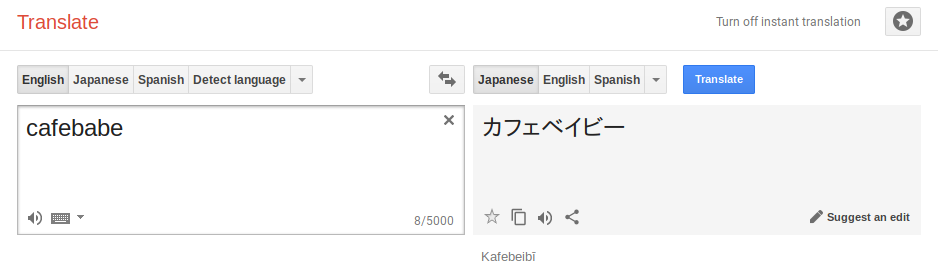 Translate
Turn off instant translation
English Japanese Spanish Detect language
Japanese English Spanish Translate
cafebabe
カフェベイビー
8/5000
Suggest an edit
Kafebeibī